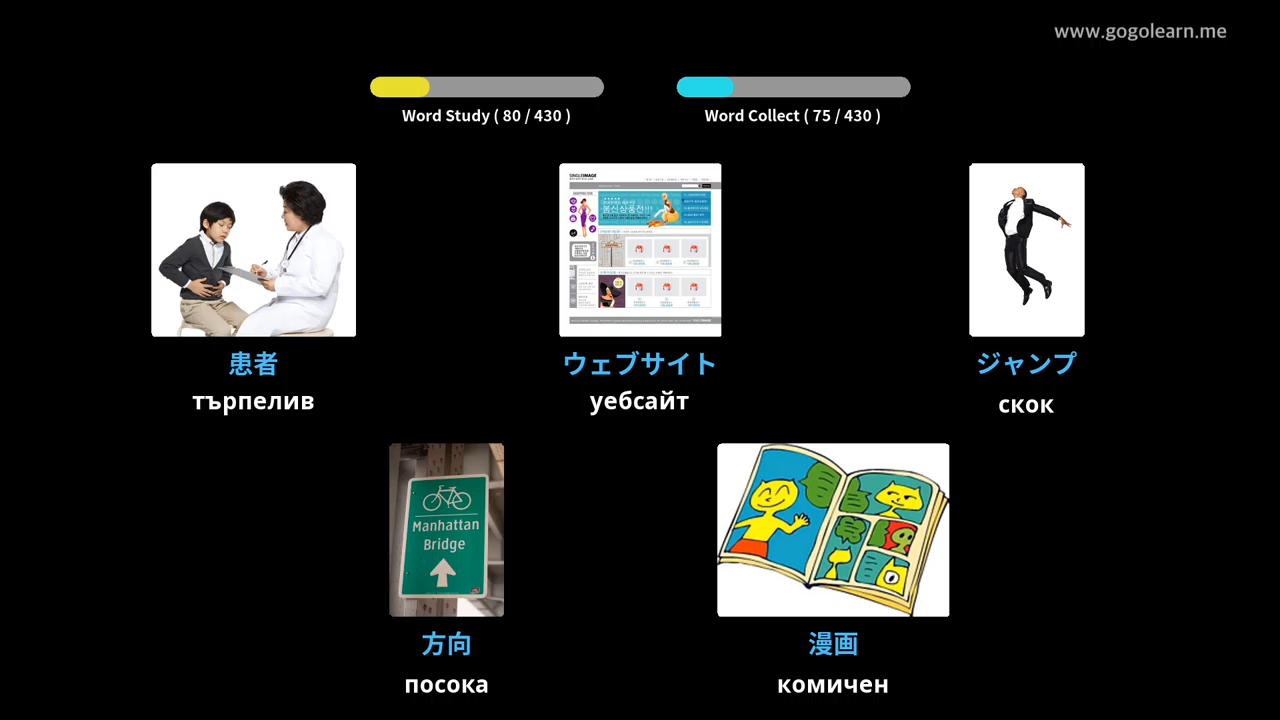 www.gogolearn.me
Word Study ( 80 / 430 )
Word Collect ( 75 / 430 )
患者
търпелив
ウェブサイト
уебсайт
ジャンプ
скок
Manhattan
Bridge
方向
посока
漫画
комичен